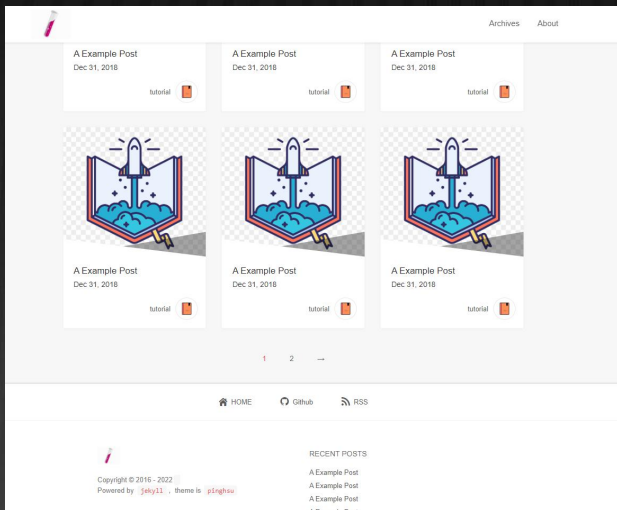 Archives About
A Example Post A Example Post A Example Post
Dec 31, 2018 Dec 31, 2018 Dec 31, 2018
tutorial tutorial tutorial
A Example Post A Example Post A Example Post
Dec 31, 2018 Dec 31, 2018 Dec 31, 2018
tutorial tutorial tutorial
1 2 →
HOME Github RSS
RECENT POSTS
Copyright © 2016 - 2022
Powered by jekyll , theme is pinghsu
A Example Post
A Example Post
A Example Post
A Example Post